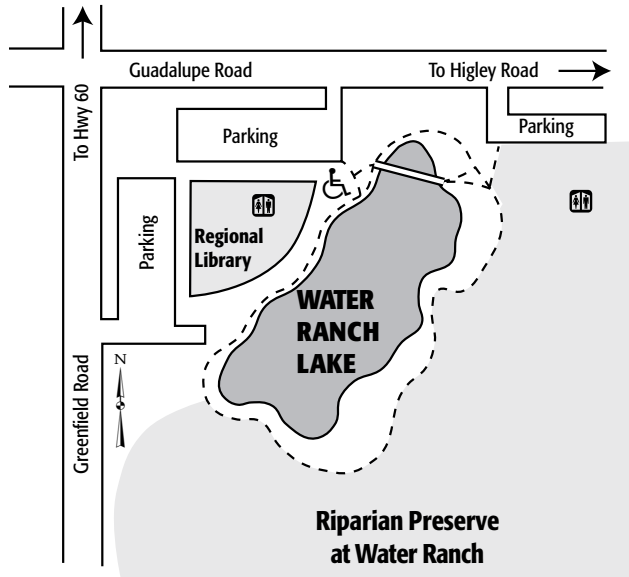 Guadalupe Road
To Higley Road
To Hwy 60
Parking
Parking
Parking
Regional
Library
WATER
RANCH
LAKE
N
Greenfield Road
Riparian Preserve
at Water Ranch